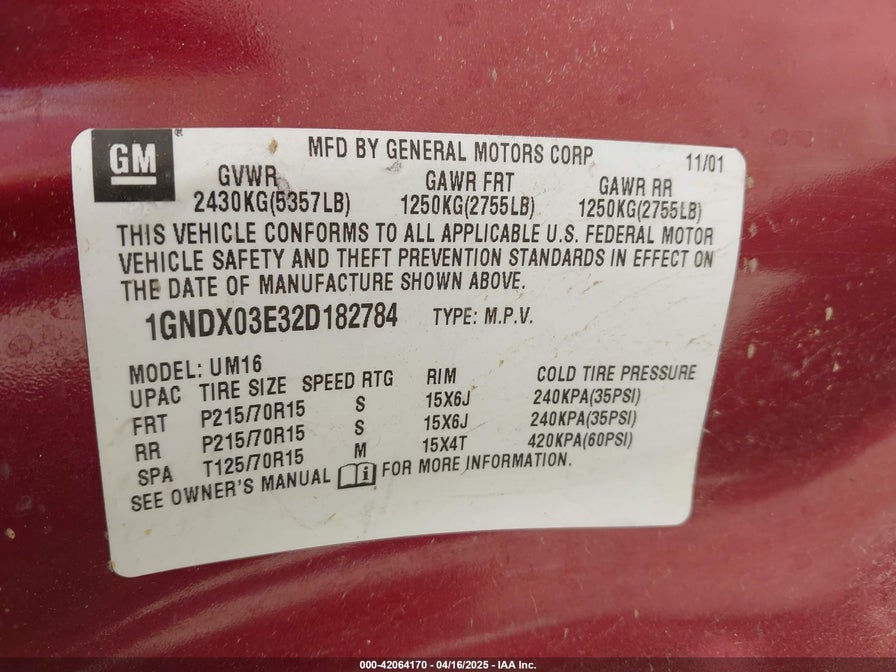 GM
MFD BY GENERAL MOTORS CORP 11/01
GVWR GAWR FRT GAWR RR
2430KG(5357LB) 1250KG(2755LB) 1250KG(2755LB)
THIS VEHICLE CONFORMS TO ALL APPLICABLE U.S. FEDERAL MOTOR
VEHICLE SAFETY AND THEFT PREVENTION STANDARDS IN EFFECT ON
THE DATE OF MANUFACTURE SHOWN ABOVE.
1GNDX03E32D182784 TYPE: M.P.V.
MODEL: UM16
UPAC TIRE SIZE SPEED RTG RIM COLD TIRE PRESSURE
FRT P215/70R15 S 15X6J 240KPA(35PSI)
RR P215/70R15 S 15X6J 240KPA(35PSI)
SPA T125/70R15 M 15X4T 420KPA(60PSI)
SEE OWNER'S MANUAL FOR MORE INFORMATION.
000-42064170 - 04/16/2025 - IAA Inc.